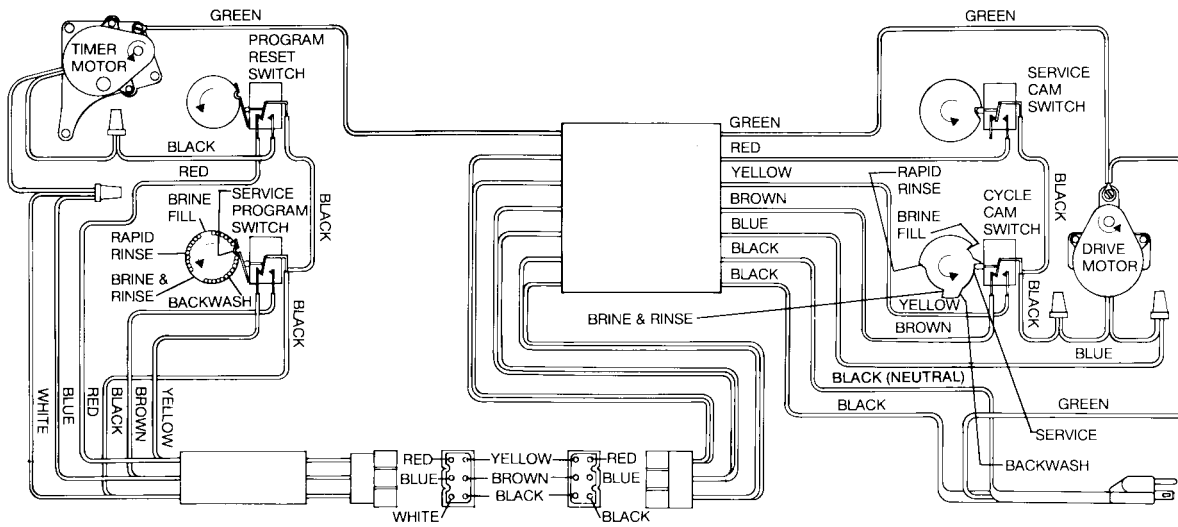 GREEN
GREEN
TIMER
MOTOR
PROGRAM
RESET
SWITCH
SERVICE
CAM
SWITCH
BLACK
RED
GREEN
RED
YELLOW
BROWN
BLUE
BLACK
BLACK
RAPID
RINSE
BRINE
FILL
CYCLE
CAM
SWITCH
BLACK
DRIVE
MOTOR
BRINE
FILL
SERVICE
PROGRAM
SWITCH
BLACK
RAPID
RINSE
BRINE &
RINSE
BACKWASH
BLACK
BRINE & RINSE
YELLOW
BROWN
BLACK
BLUE
BLACK (NEUTRAL)
BLACK
GREEN
SERVICE
BACKWASH
WHITE
BLUE
RED
BLACK
BROWN
YELLOW
RED
YELLOW
RED
BLUE
BROWN
BLUE
BLACK
WHITE
BLACK